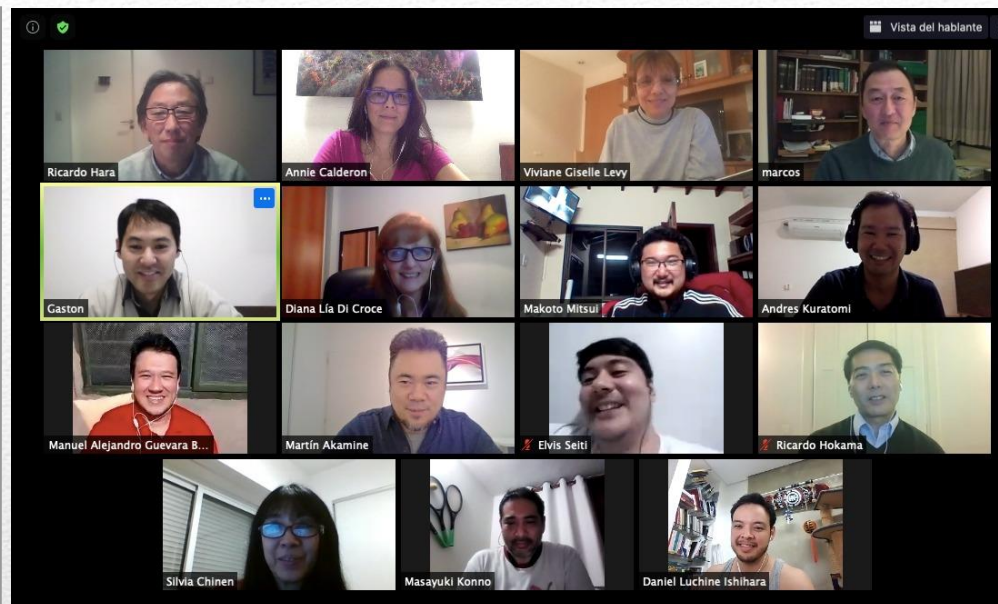 Vista del hablante
Ricardo Hara
Annie Calderon
Viviane Giselle Levy
marcos
Gaston
Diana Lía Di Croce
Makoto Mitsui
Andres Kuratomi
Manuel Alejandro Guevara B...
Martín Akamine
Elvis Seiti
Ricardo Hokama
Silvia Chinen
Masayuki Konno
Daniel Luchine Ishihara